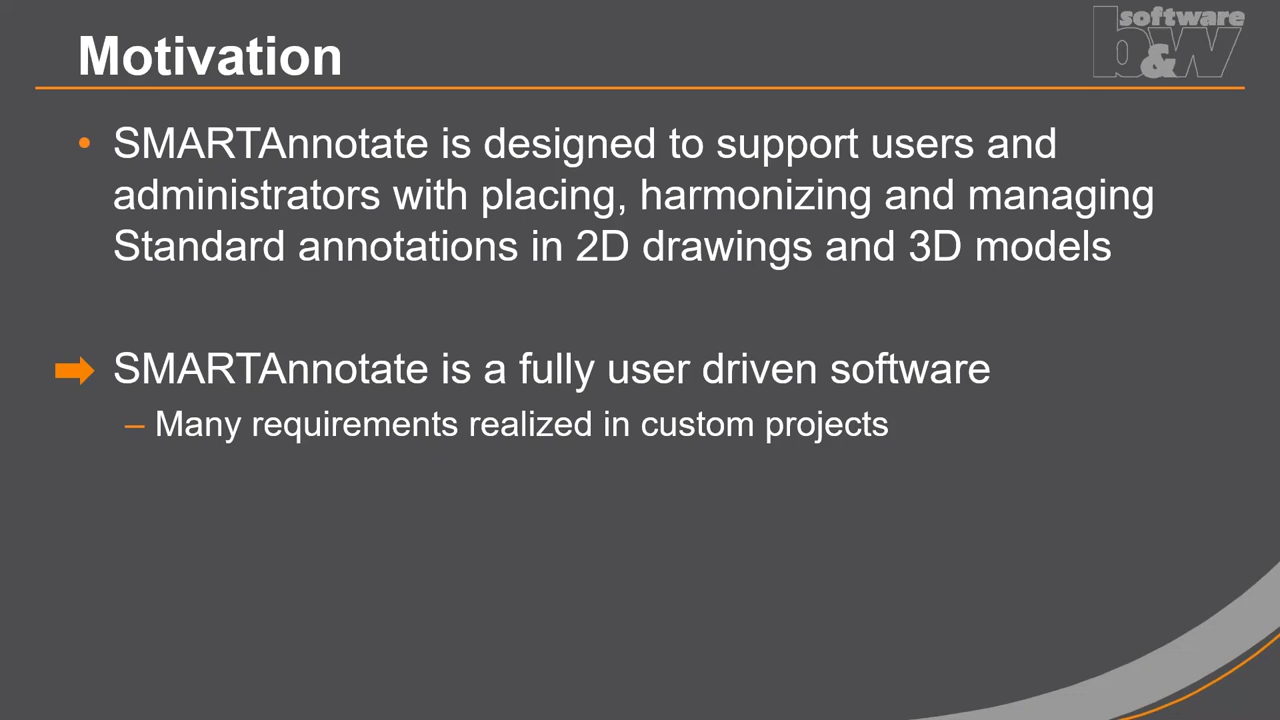 Motivation
software
b&w
• SMARTAnnotate is designed to support users and
administrators with placing, harmonizing and managing
Standard annotations in 2D drawings and 3D models
SMARTAnnotate is a fully user driven software
– Many requirements realized in custom projects